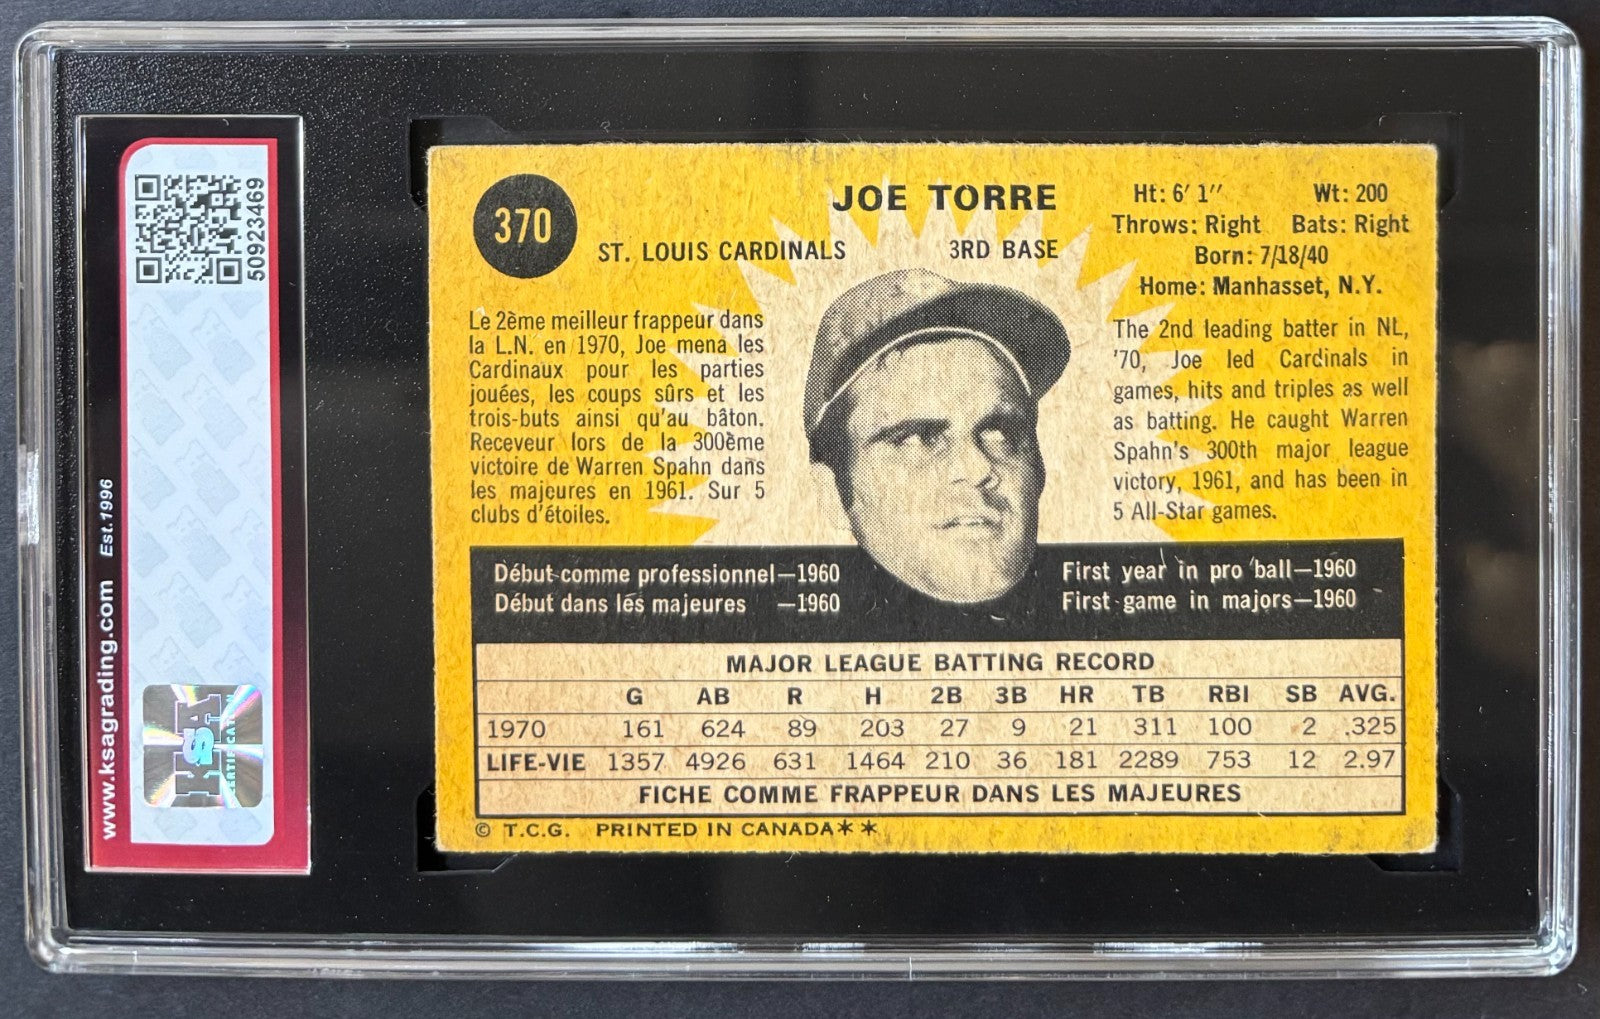 50923469
www.ksagrading.com Est.1996
KSA
CERTIFICATION
370
JOE TORRE
ST. LOUIS CARDINALS 3RD BASE
Ht: 6' 1'' Wt: 200
Throws: Right Bats: Right
Born: 7/18/40
Home: Manhasset, N.Y.
Le 2ème meilleur frappeur dans
la L.N. en 1970, Joe mena les
Cardinaux pour les parties
jouées, les coups sûrs et les
trois-buts ainsi qu'au bâton.
Receveur lors de la 300ème
victoire de Warren Spahn dans
les majeures en 1961. Sur 5
clubs d'étoiles.
The 2nd leading batter in NL,
'70, Joe led Cardinals in
games, hits and triples as well
as batting. He caught Warren
Spahn's 300th major league
victory, 1961, and has been in
5 All-Star games.
Début comme professionnel—1960
Début dans les majeures —1960
First year in pro ball—1960
First game in majors—1960
MAJOR LEAGUE BATTING RECORD
G AB R H 2B 3B HR TB RBI SB AVG.
1970 161 624 89 203 27 9 21 311 100 2 .325
LIFE-VIE 1357 4926 631 1464 210 36 181 2289 753 12 2.97
FICHE COMME FRAPPEUR DANS LES MAJEURES
© T.C.G. PRINTED IN CANADA**